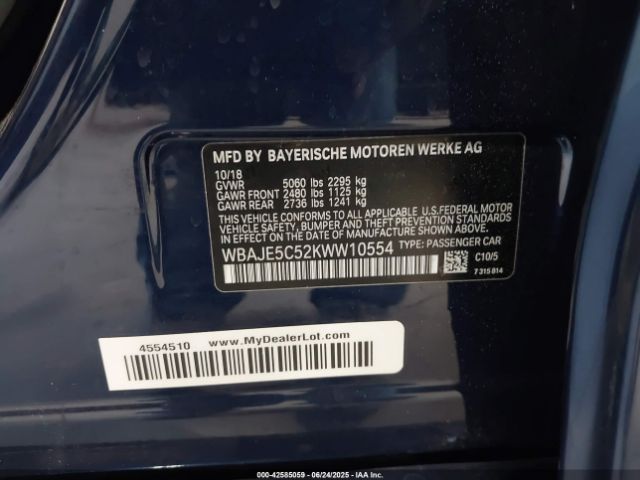 MFD BY BAYERISCHE MOTOREN WERKE AG
10/18
GVWR 5060 lbs 2295 kg
GAWR FRONT 2480 lbs 1125 kg
GAWR REAR 2736 lbs 1241 kg
THIS VEHICLE CONFORMS TO ALL APPLICABLE U.S.FEDERAL MOTOR
VEHICLE SAFETY, BUMPER, AND THEFT PREVENTION STANDARDS
IN EFFECT ON THE DATE OF MANUFACTURE SHOWN ABOVE.
WBAJE5C52KWW10554 TYPE: PASSENGER CAR
C10/5
7 315 814
4554510 www.MyDealerLot.com
000-42585059 | 06/24/2025 - © IAA, Inc.